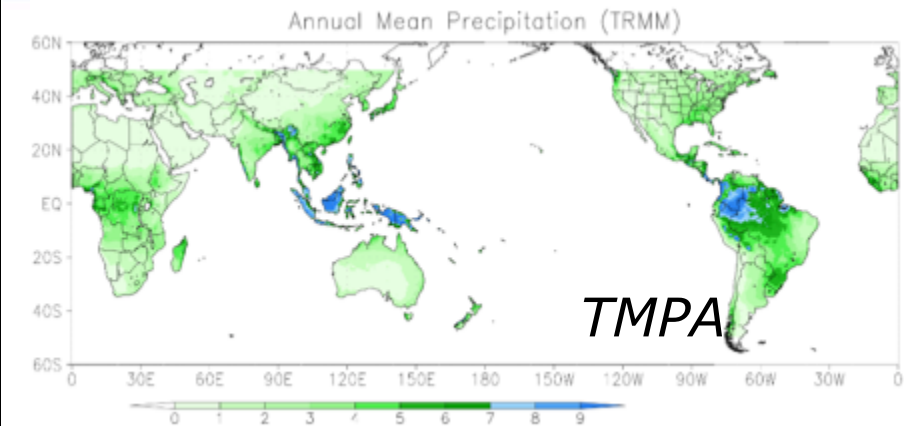 Annual Mean Precipitation (TRMM)
60N
40N
20N
EQ
20S
40S
60S
TMPA
0 30E 60E 90E 120E 150E 180 150W 120W 90W 60W 30W 0
0 1 2 3 4 5 6 7 8 9